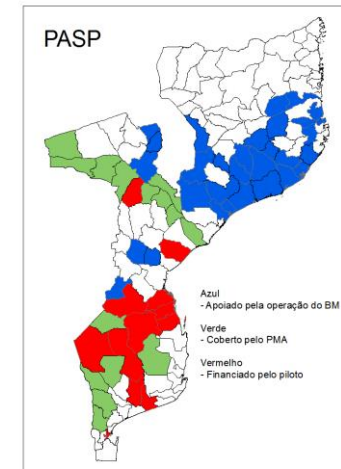 PASP
Azul
- Apoiado pela operação do BM
Verde
- Coberto pelo PMA
Vermelho
- Financiado pelo piloto